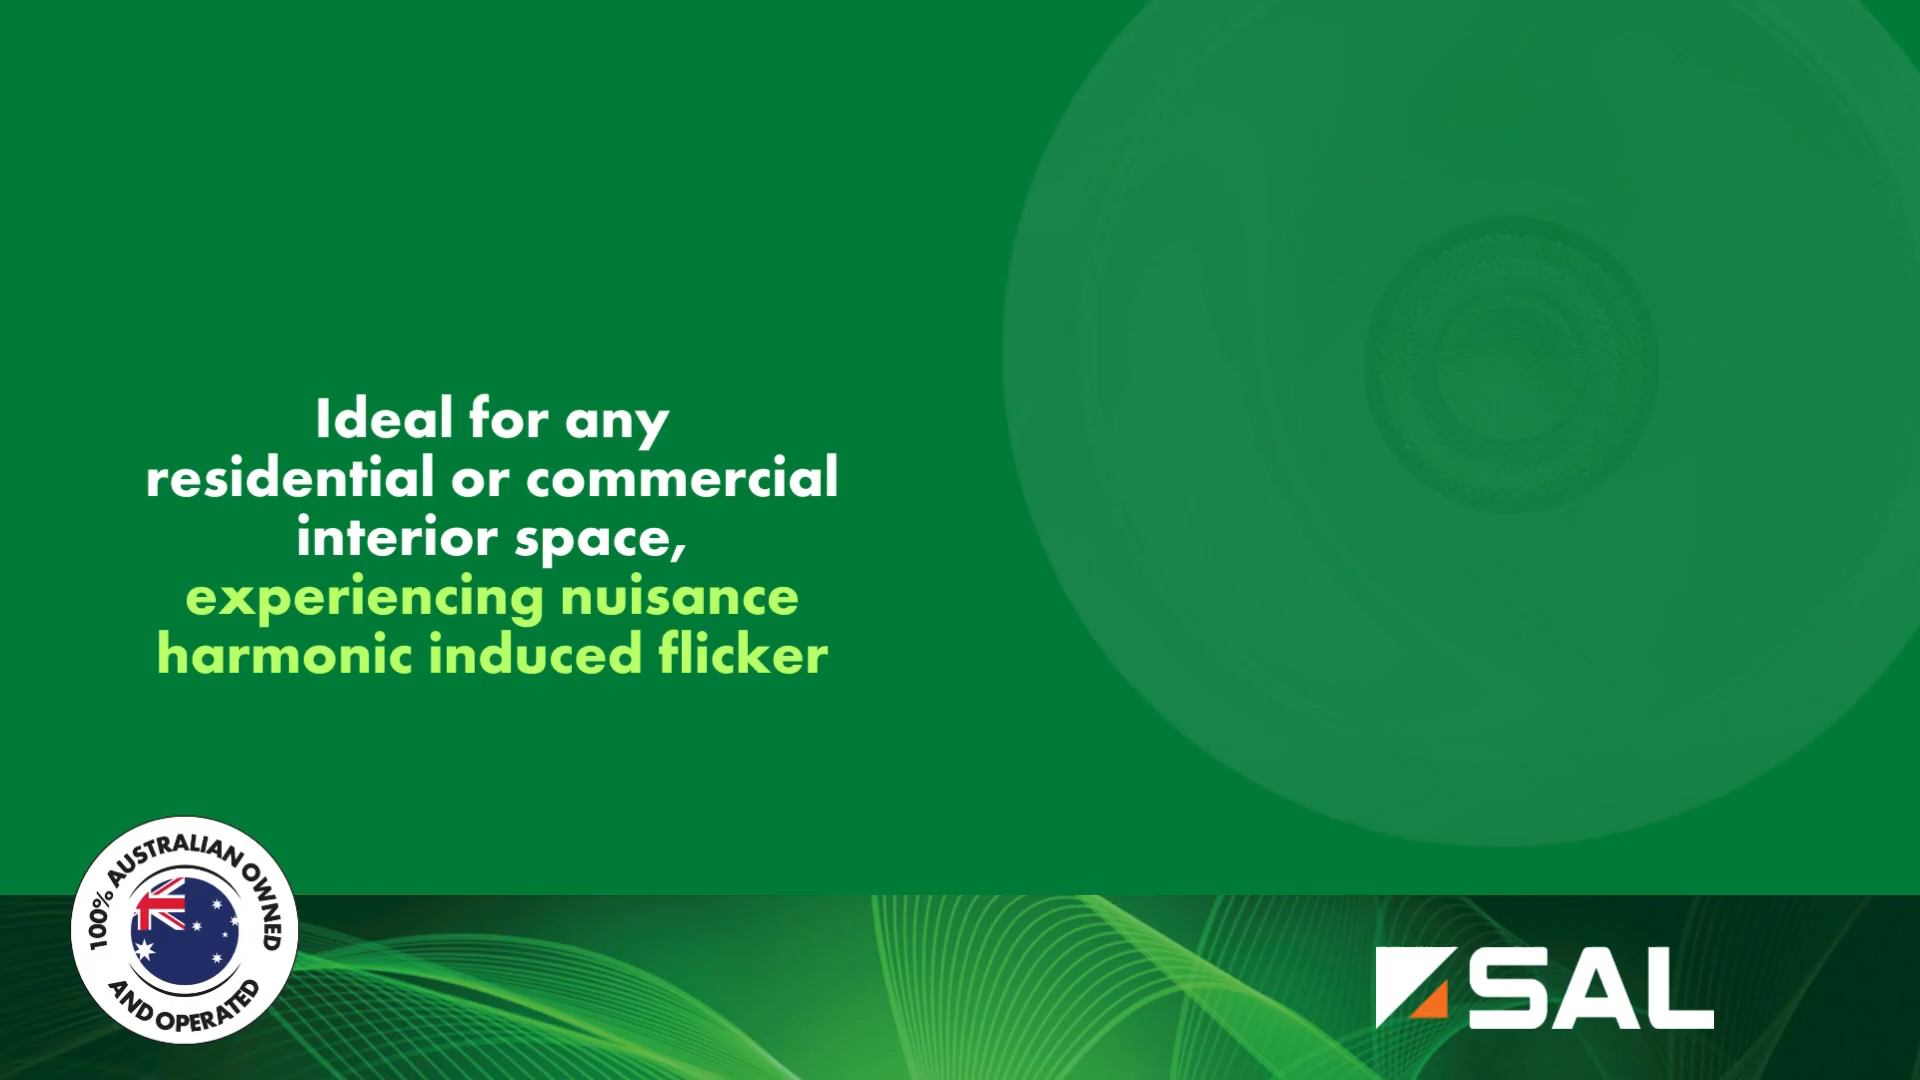 Ideal for any
residential or commercial
interior space,
experiencing nuisance
harmonic induced flicker
100% AUSTRALIAN OWNED
AND OPERATED
SAL